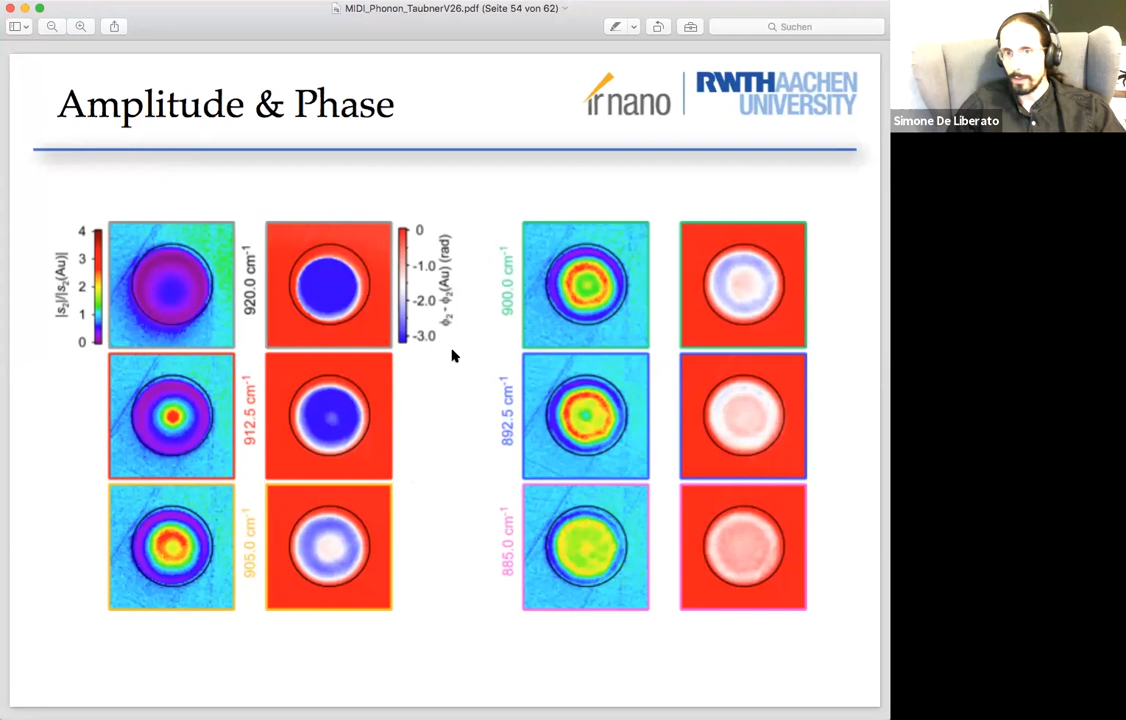 MIDI_Phonon_TaubnerV26.pdf (Seite 54 von 62)
Suchen
Simone De Liberato
Amplitude & Phase
ir nano
RWTHAACHEN
UNIVERSITY
|s₂|/|s₂(Au)|
4
3
2
1
0
920.0 cm⁻¹
0
-1.0
-2.0
-3.0
ϕ₂ - ϕ₂(Au) (rad)
900.0 cm⁻¹
912.5 cm⁻¹
892.5 cm⁻¹
905.0 cm⁻¹
885.0 cm⁻¹